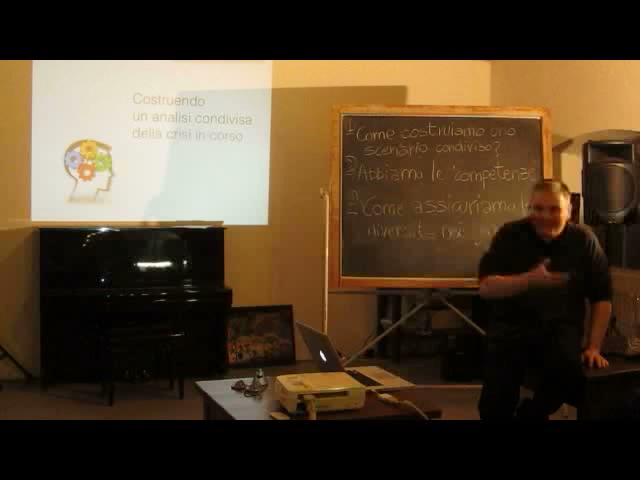 Costruendo
un analisi condivisa
della crisi in corso
1 Come costruiamo uno
scenario condiviso?
2 Abbiamo le competenze
3 Come assicuriamo la